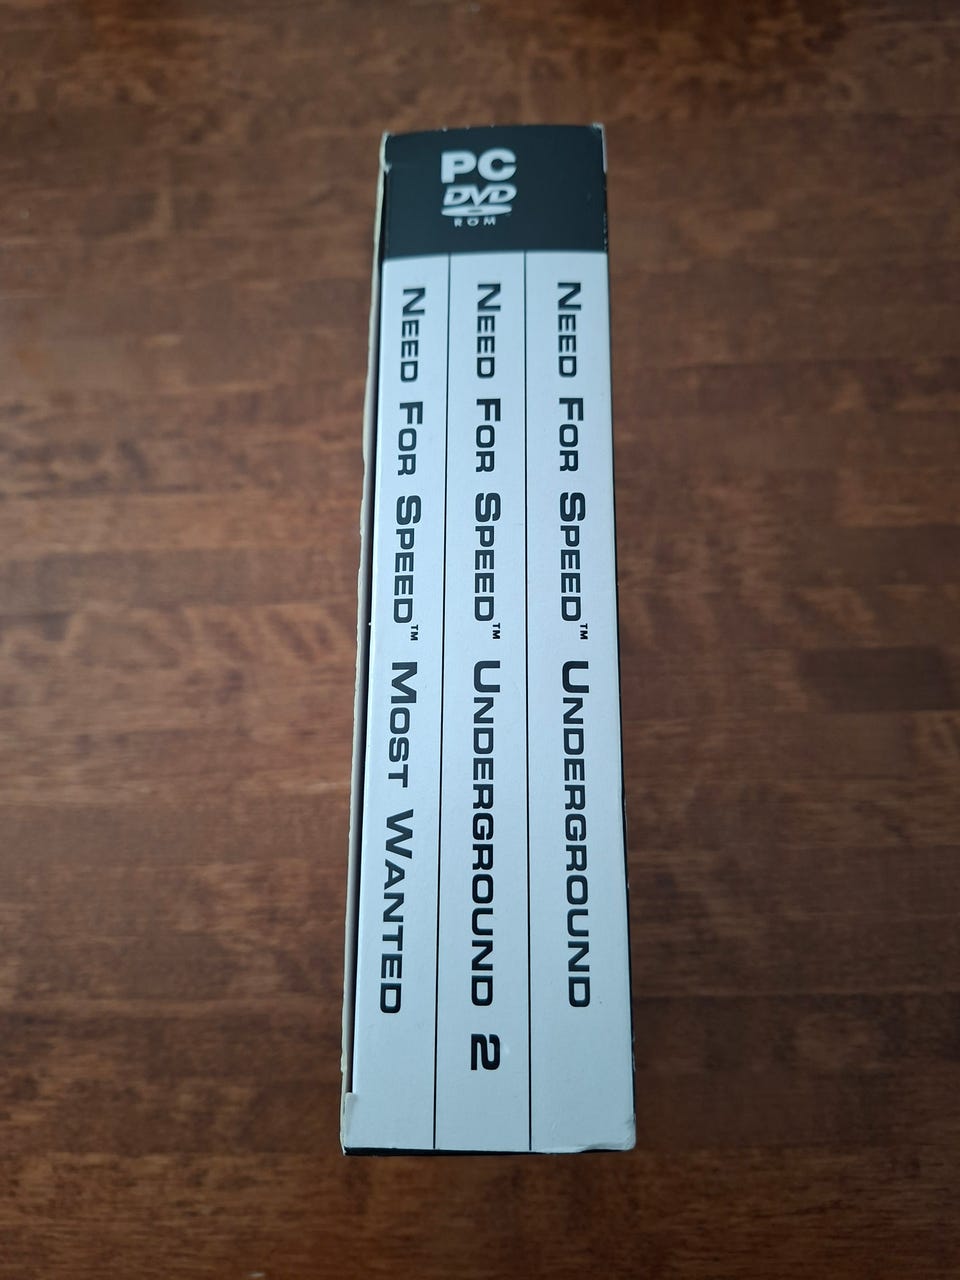 PC
DVD
ROM
NEED FOR SPEED™ UNDERGROUND
NEED FOR SPEED™ UNDERGROUND 2
NEED FOR SPEED™ MOST WANTED